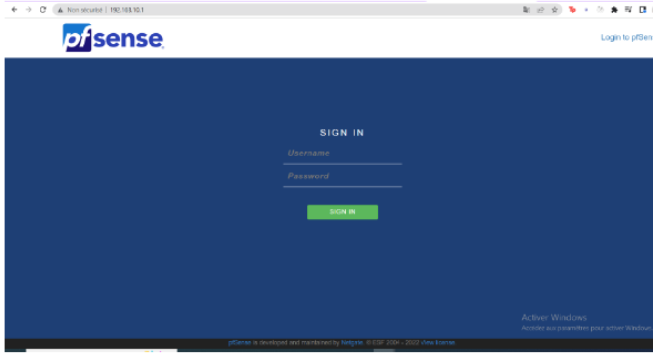 Non sécurisé | 192.168.10.1
pfsense
Login to pfSen
SIGN IN
Username
Password
SIGN IN
Activer Windows
Accédez aux paramètres pour activer Windows.
pfSense is developed and maintained by Netgate. © ESF 2004 - 2022 View license.